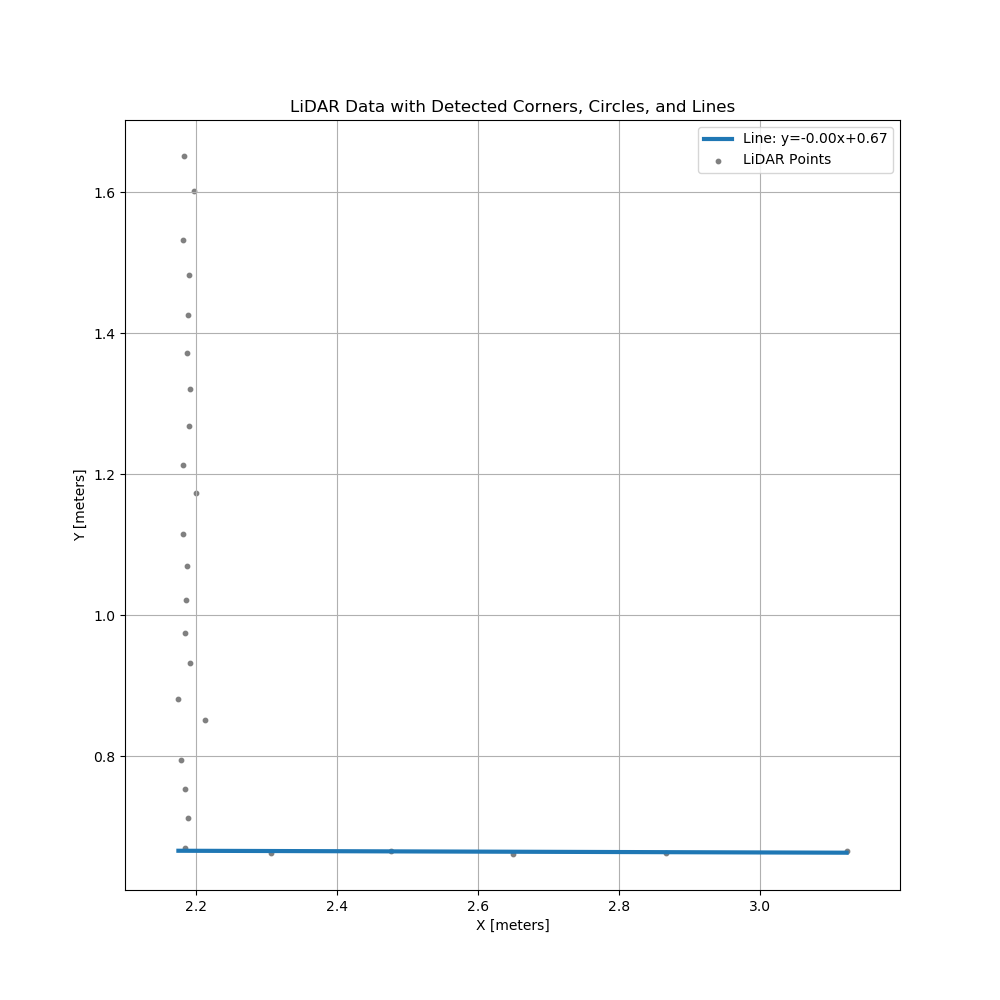 LiDAR Data with Detected Corners, Circles, and Lines
Line: y=-0.00x+0.67
LiDAR Points
Y [meters]
1.6
1.4
1.2
1.0
0.8
2.2
2.4
2.6
2.8
3.0
X [meters]